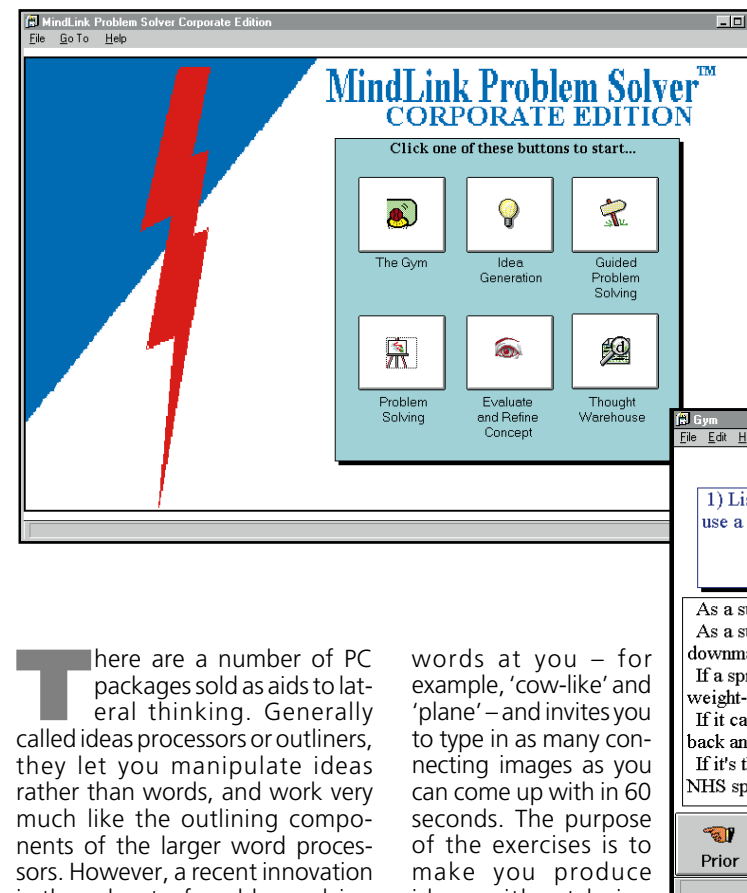 MindLink Problem Solver Corporate Edition
File Go To Help
MindLink Problem Solver™
CORPORATE EDITION
Click one of these buttons to start...
The Gym
Idea
Generation
Guided
Problem
Solving
Problem
Solving
Evaluate
and Refine
Concept
Thought
Warehouse
Gym
File Edit H
1) Lis
use a
As a st
As a st
downma
If a spr
weight-
If it ca
back an
If it's t
NHS sp
Prior
There are a number of PC
packages sold as aids to lat-
eral thinking. Generally
called ideas processors or outliners,
they let you manipulate ideas
rather than words, and work very
much like the outlining compo-
nents of the larger word proces-
sors. However, a recent innovation
words at you – for
example, 'cow-like' and
'plane' – and invites you
to type in as many con-
necting images as you
can come up with in 60
seconds. The purpose
of the exercises is to
make you produce